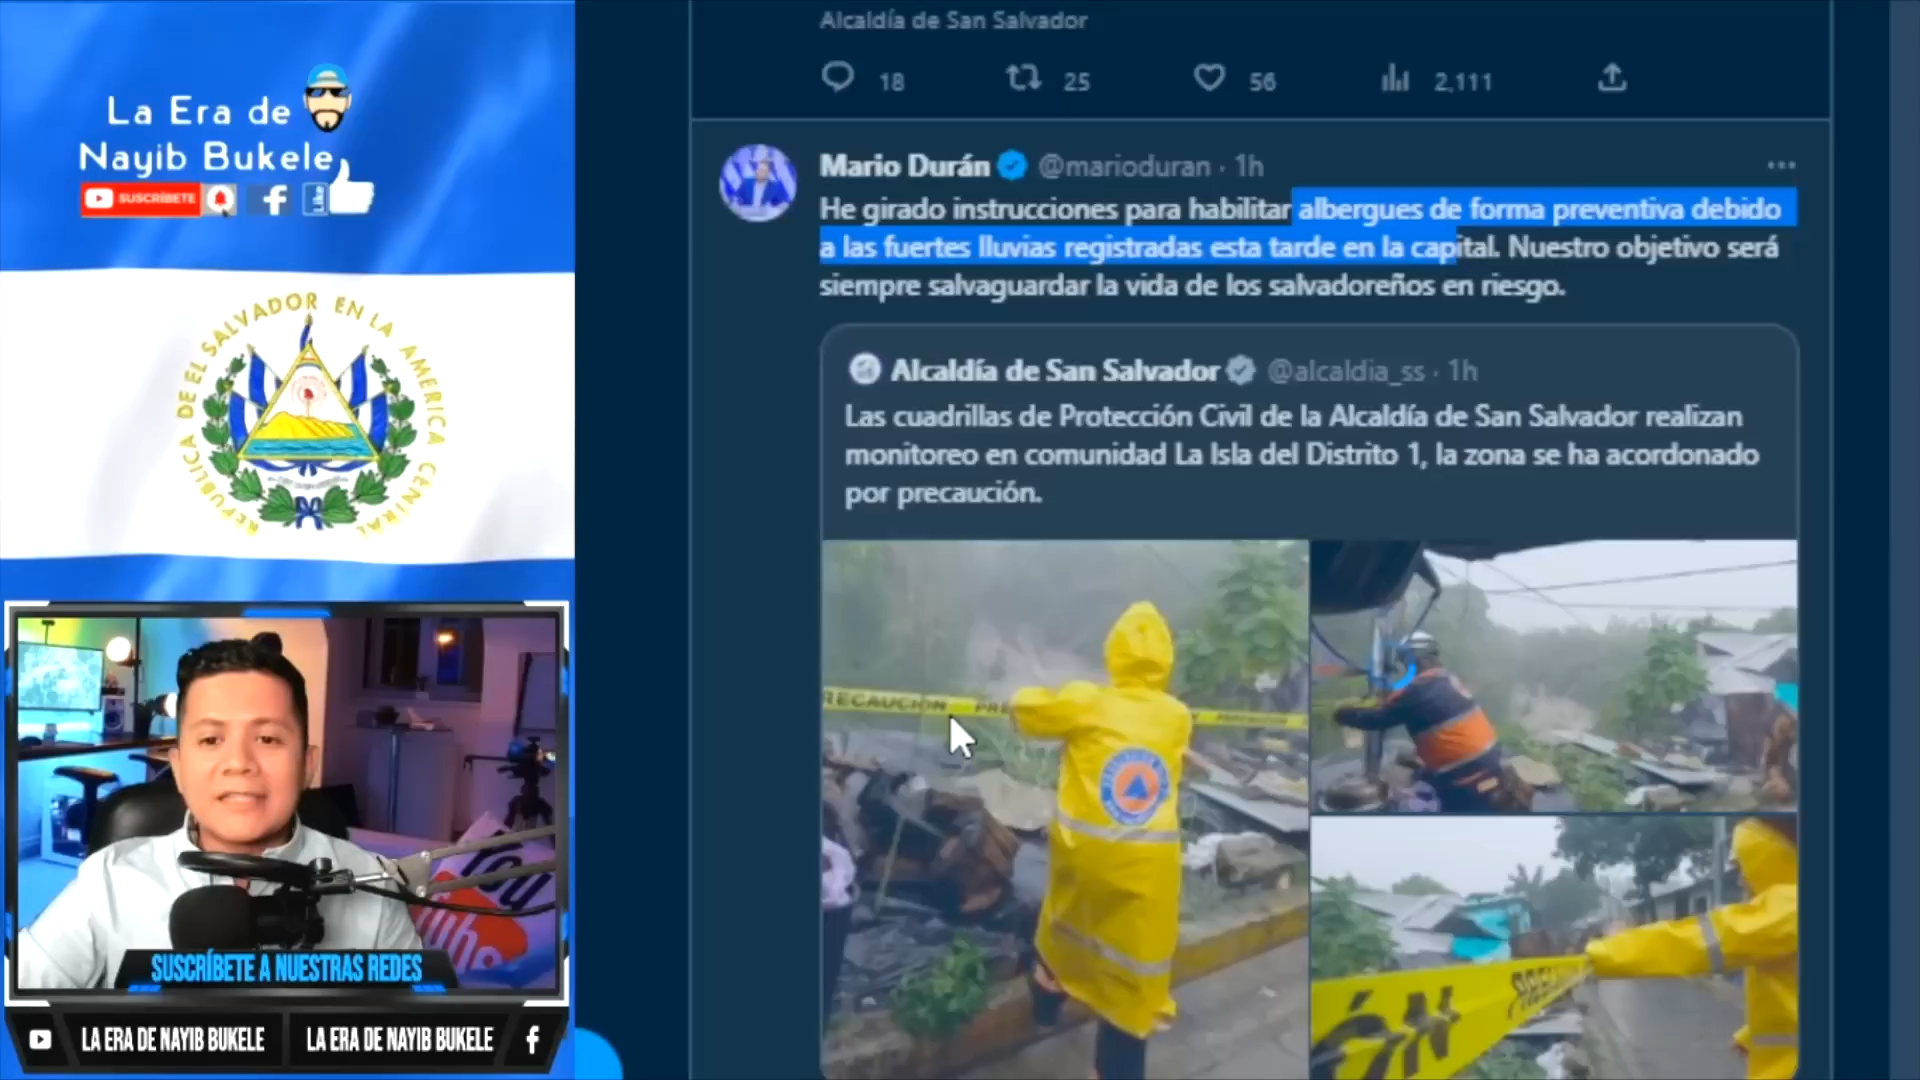 La Era de
Nayib Bukele
SUSCRÍBETE
Like
REPUBLICA DE EL SALVADOR EN LA AMERICA CENTRAL
SUSCRÍBETE A NUESTRAS REDES
LA ERA DE NAYIB BUKELE
LA ERA DE NAYIB BUKELE
Alcaldía de San Salvador
18 25 56 2,111
Mario Durán @marioduran · 1h
He girado instrucciones para habilitar albergues de forma preventiva debido
a las fuertes lluvias registradas esta tarde en la capital. Nuestro objetivo será
siempre salvaguardar la vida de los salvadoreños en riesgo.
Alcaldía de San Salvador @alcaldia_ss · 1h
Las cuadrillas de Protección Civil de la Alcaldía de San Salvador realizan
monitoreo en comunidad La Isla del Distrito 1, la zona se ha acordonado
por precaución.
RECAUCIÓN PRE
PRECAUCIÓN